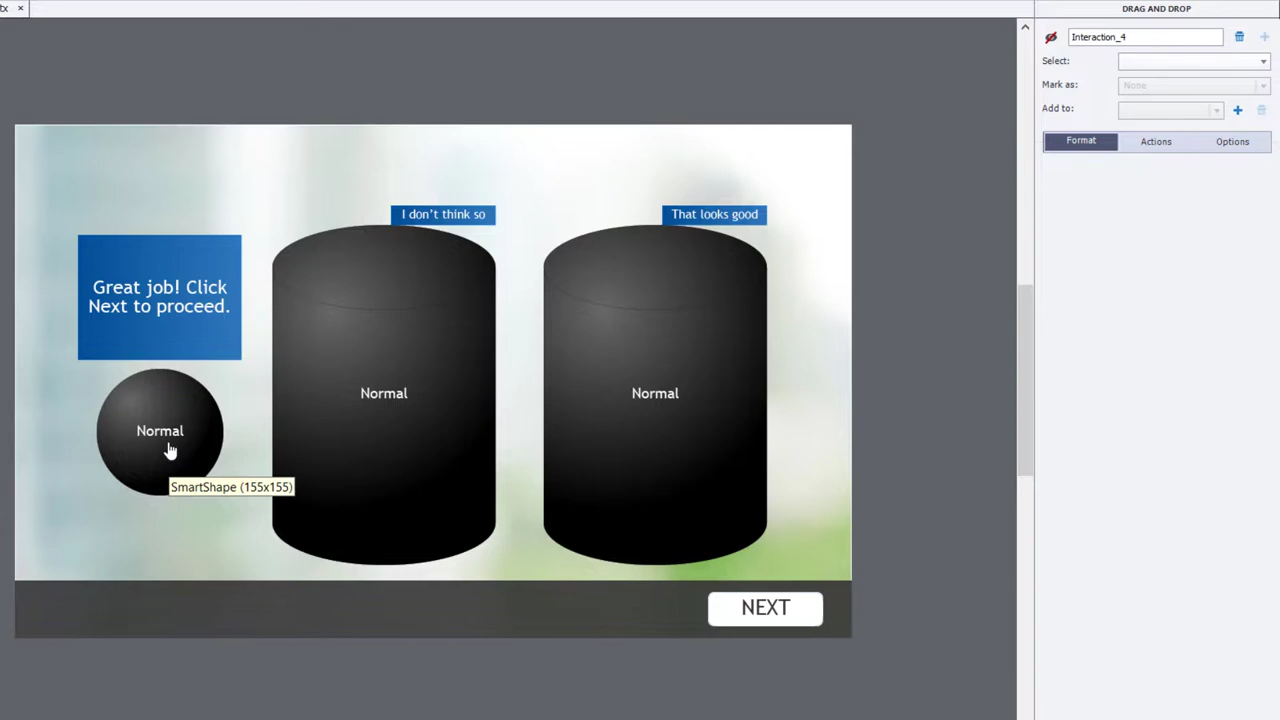 tx ×
DRAG AND DROP
Interaction_4
Select:
Mark as: None
Add to:
Format Actions Options
I don't think so
That looks good
Great job! Click
Next to proceed.
Normal
Normal
Normal
SmartShape (155x155)
NEXT